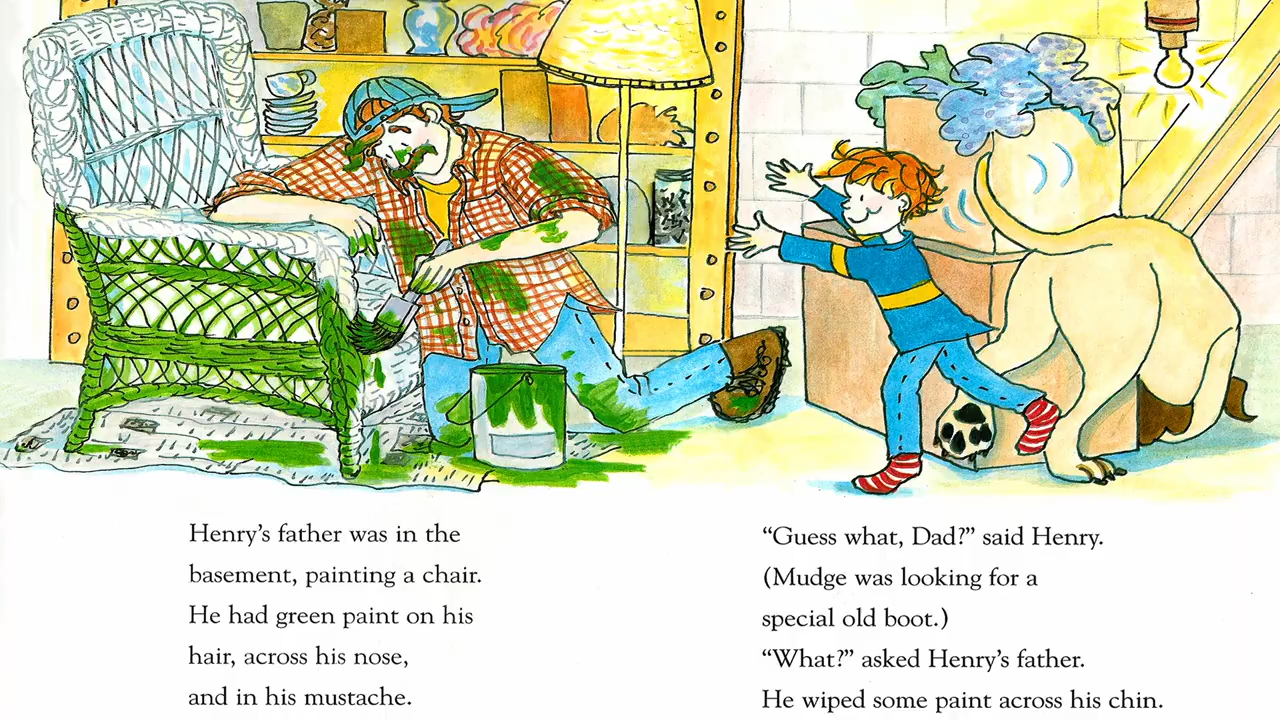 Henry’s father was in the
basement, painting a chair.
He had green paint on his
hair, across his nose,
and in his mustache.
“Guess what, Dad?” said Henry.
(Mudge was looking for a
special old boot.)
“What?” asked Henry’s father.
He wiped some paint across his chin.